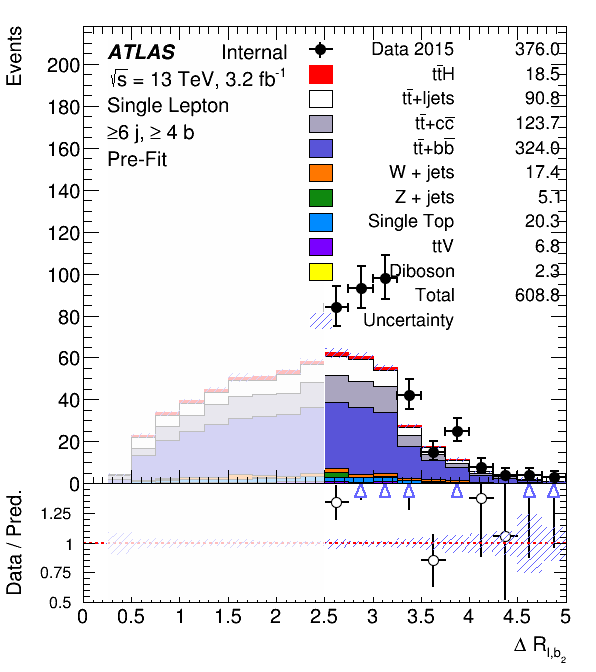 Events
ATLAS Internal
√s = 13 TeV, 3.2 fb⁻¹
Single Lepton
≥6 j, ≥ 4 b
Pre-Fit
Data 2015 376.0
tt̄H 18.5
tt̄+ljets 90.8
tt̄+cc̄ 123.7
tt̄+bb̄ 324.0
W + jets 17.4
Z + jets 5.1
Single Top 20.3
ttV 6.8
Diboson 2.3
Total 608.8
Uncertainty
200
180
160
140
120
100
80
60
40
20
0
Data / Pred.
1.25
1
0.75
0.5
0 0.5 1 1.5 2 2.5 3 3.5 4 4.5 5
Δ R_{l,b_2}